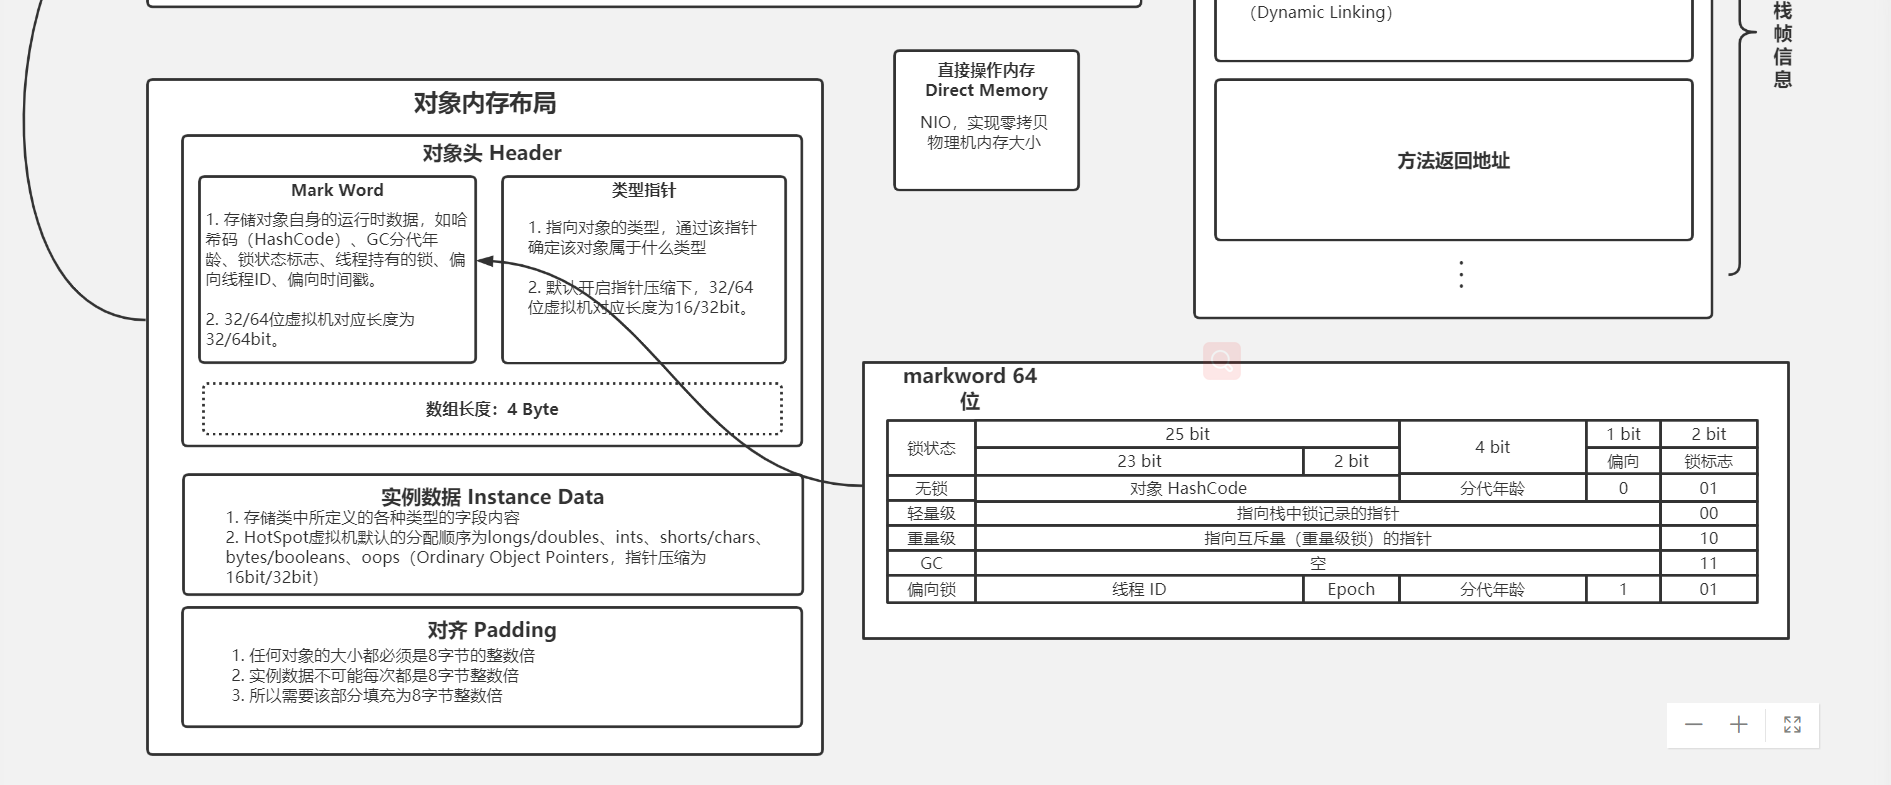 （Dynamic Linking）
栈帧信息
直接操作内存
Direct Memory
NIO，实现零拷贝
物理机内存大小
方法返回地址
对象内存布局
对象头 Header
Mark Word
1. 存储对象自身的运行时数据，如哈
希码（HashCode）、GC分代年
龄、锁状态标志、线程持有的锁、偏
向线程ID、偏向时间戳。
2. 32/64位虚拟机对应长度为
32/64bit。
类型指针
1. 指向对象的类型，通过该指针
确定该对象属于什么类型
2. 默认开启指针压缩下，32/64
位虚拟机对应长度为16/32bit。
数组长度：4 Byte
实例数据 Instance Data
1. 存储类中所定义的各种类型的字段内容
2. HotSpot虚拟机默认的分配顺序为longs/doubles、ints、shorts/chars、
bytes/booleans、oops（Ordinary Object Pointers，指针压缩为
16bit/32bit）
对齐 Padding
1. 任何对象的大小都必须是8字节的整数倍
2. 实例数据不可能每次都是8字节整数倍
3. 所以需要该部分填充为8字节整数倍
markword 64
位
锁状态 25 bit 4 bit 1 bit 2 bit
23 bit 2 bit 偏向 锁标志
无锁 对象 HashCode 分代年龄 0 01
轻量级 指向栈中锁记录的指针 00
重量级 指向互斥量（重量级锁）的指针 10
GC 空 11
偏向锁 线程 ID Epoch 分代年龄 1 01